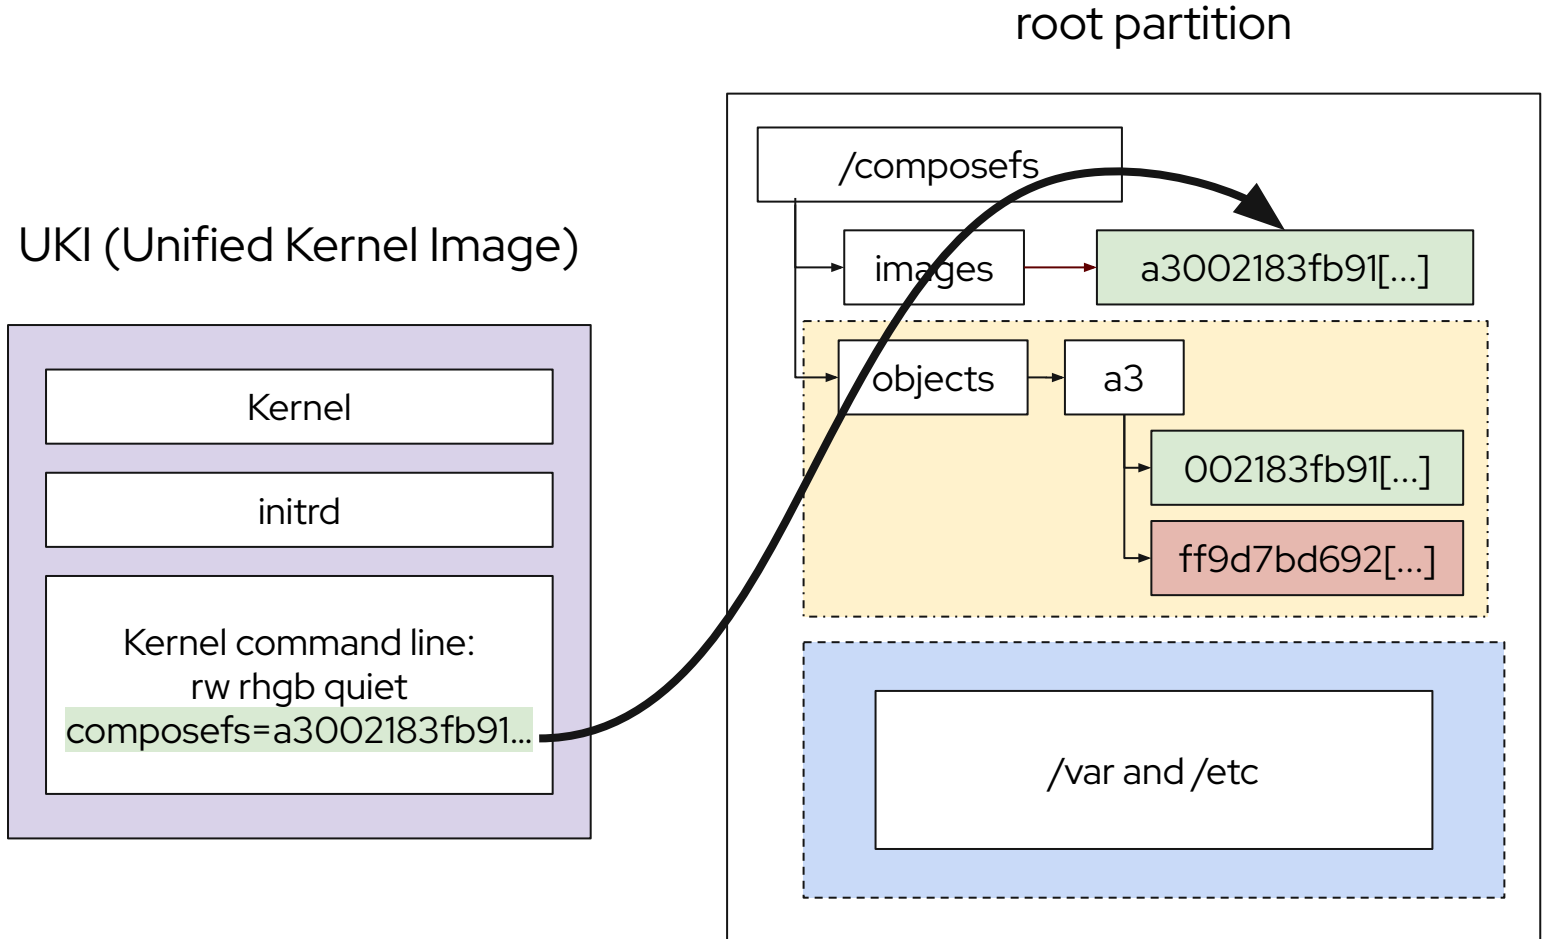 root partition
/composefs
UKI (Unified Kernel Image)
images
a3002183fb91[...]
objects
a3
Kernel
002183fb91[...]
initrd
ff9d7bd692[...]
Kernel command line:
rw rhgb quiet
composefs=a3002183fb91...
/var and /etc